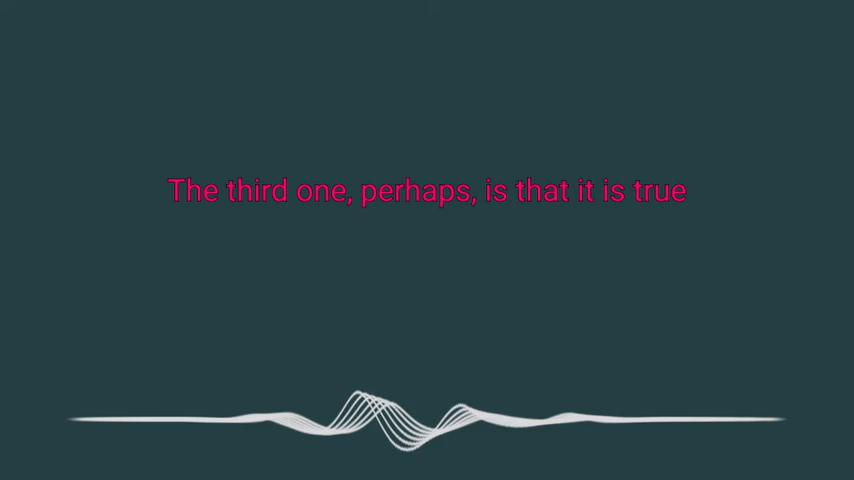 The third one, perhaps, is that it is true